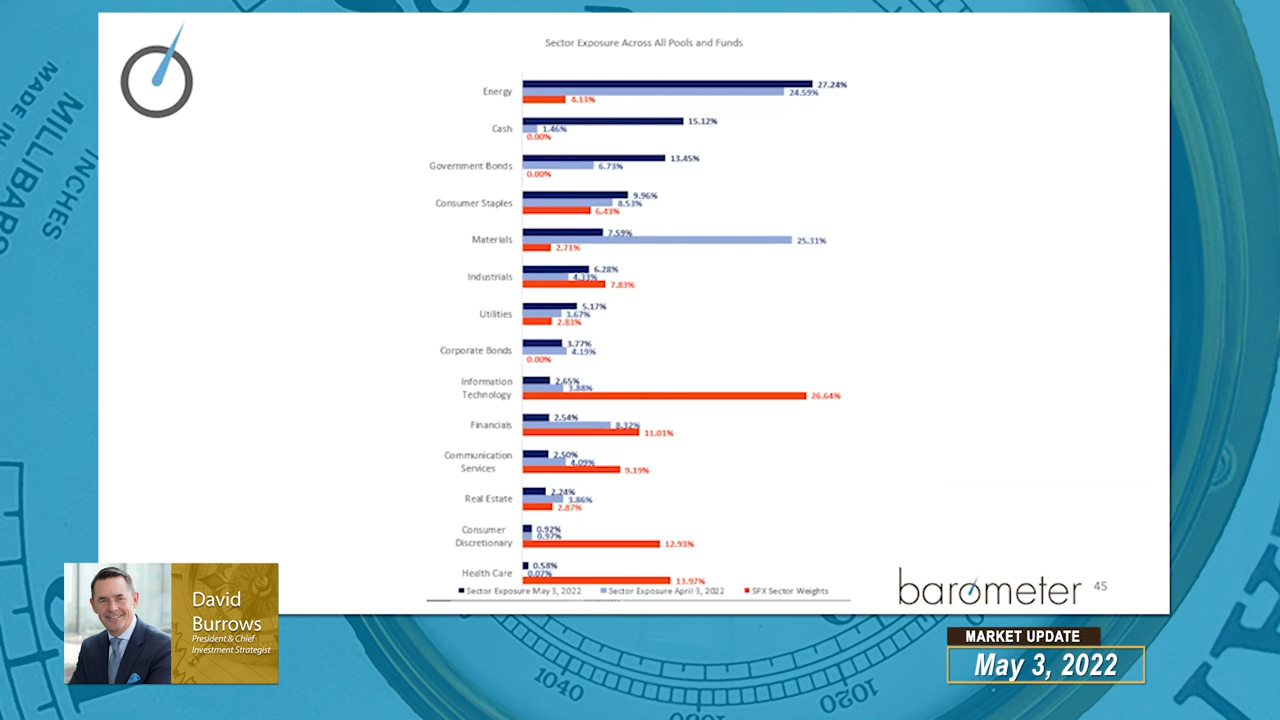 Sector Exposure Across All Pools and Funds
Energy
27.24%
24.59%
4.13%
Cash
15.12%
1.46%
0.00%
Government Bonds
13.45%
6.73%
0.00%
Consumer Staples
9.96%
8.53%
6.43%
Materials
7.59%
25.31%
2.71%
Industrials
6.28%
4.33%
7.83%
Utilities
5.17%
3.67%
2.83%
Corporate Bonds
3.77%
4.19%
0.00%
Information
Technology
2.65%
3.88%
26.64%
Financials
2.54%
8.32%
11.01%
Communication
Services
2.50%
4.09%
9.19%
Real Estate
2.24%
3.86%
2.87%
Consumer
Discretionary
0.92%
0.97%
12.93%
Health Care
0.58%
0.07%
13.97%
Sector Exposure May 3, 2022
Sector Exposure April 3, 2022
SPX Sector Weights
barometer
45
David
Burrows
President & Chief
Investment Strategist
MARKET UPDATE
May 3, 2022
MADE IN
MILLIBARS
INCHES
1040
1030
1020